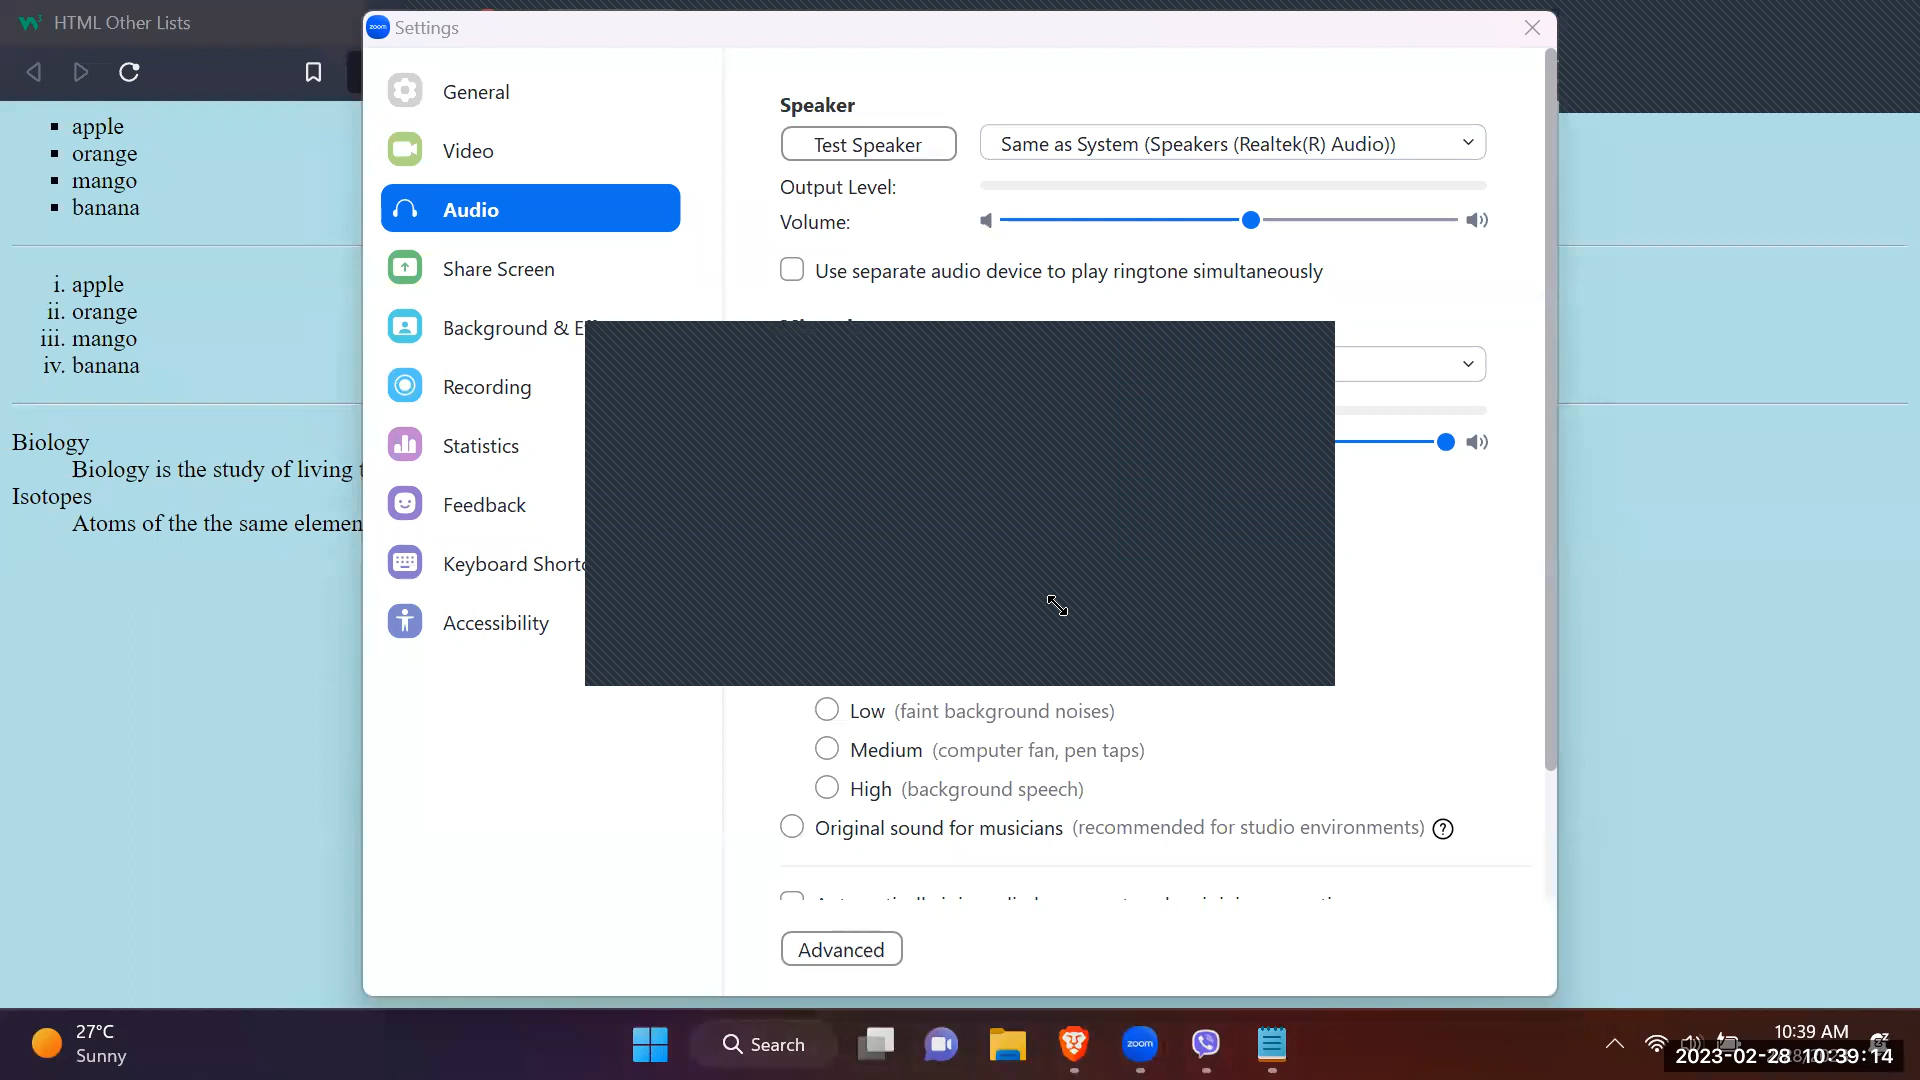 HTML Other Lists
zoom Settings
apple
orange
mango
banana
i. apple
ii. orange
iii. mango
iv. banana
Biology
Biology is the study of living
Isotopes
Atoms of the the same elemen
General
Video
Audio
Share Screen
Background & E
Recording
Statistics
Feedback
Keyboard Short
Accessibility
Speaker
Test Speaker
Same as System (Speakers (Realtek(R) Audio))
Output Level:
Volume:
Use separate audio device to play ringtone simultaneously
Low (faint background noises)
Medium (computer fan, pen taps)
High (background speech)
Original sound for musicians (recommended for studio environments) ?
Advanced
27°C
Sunny
Search
zoom
10:39 AM
2023-02-28 10:39:14